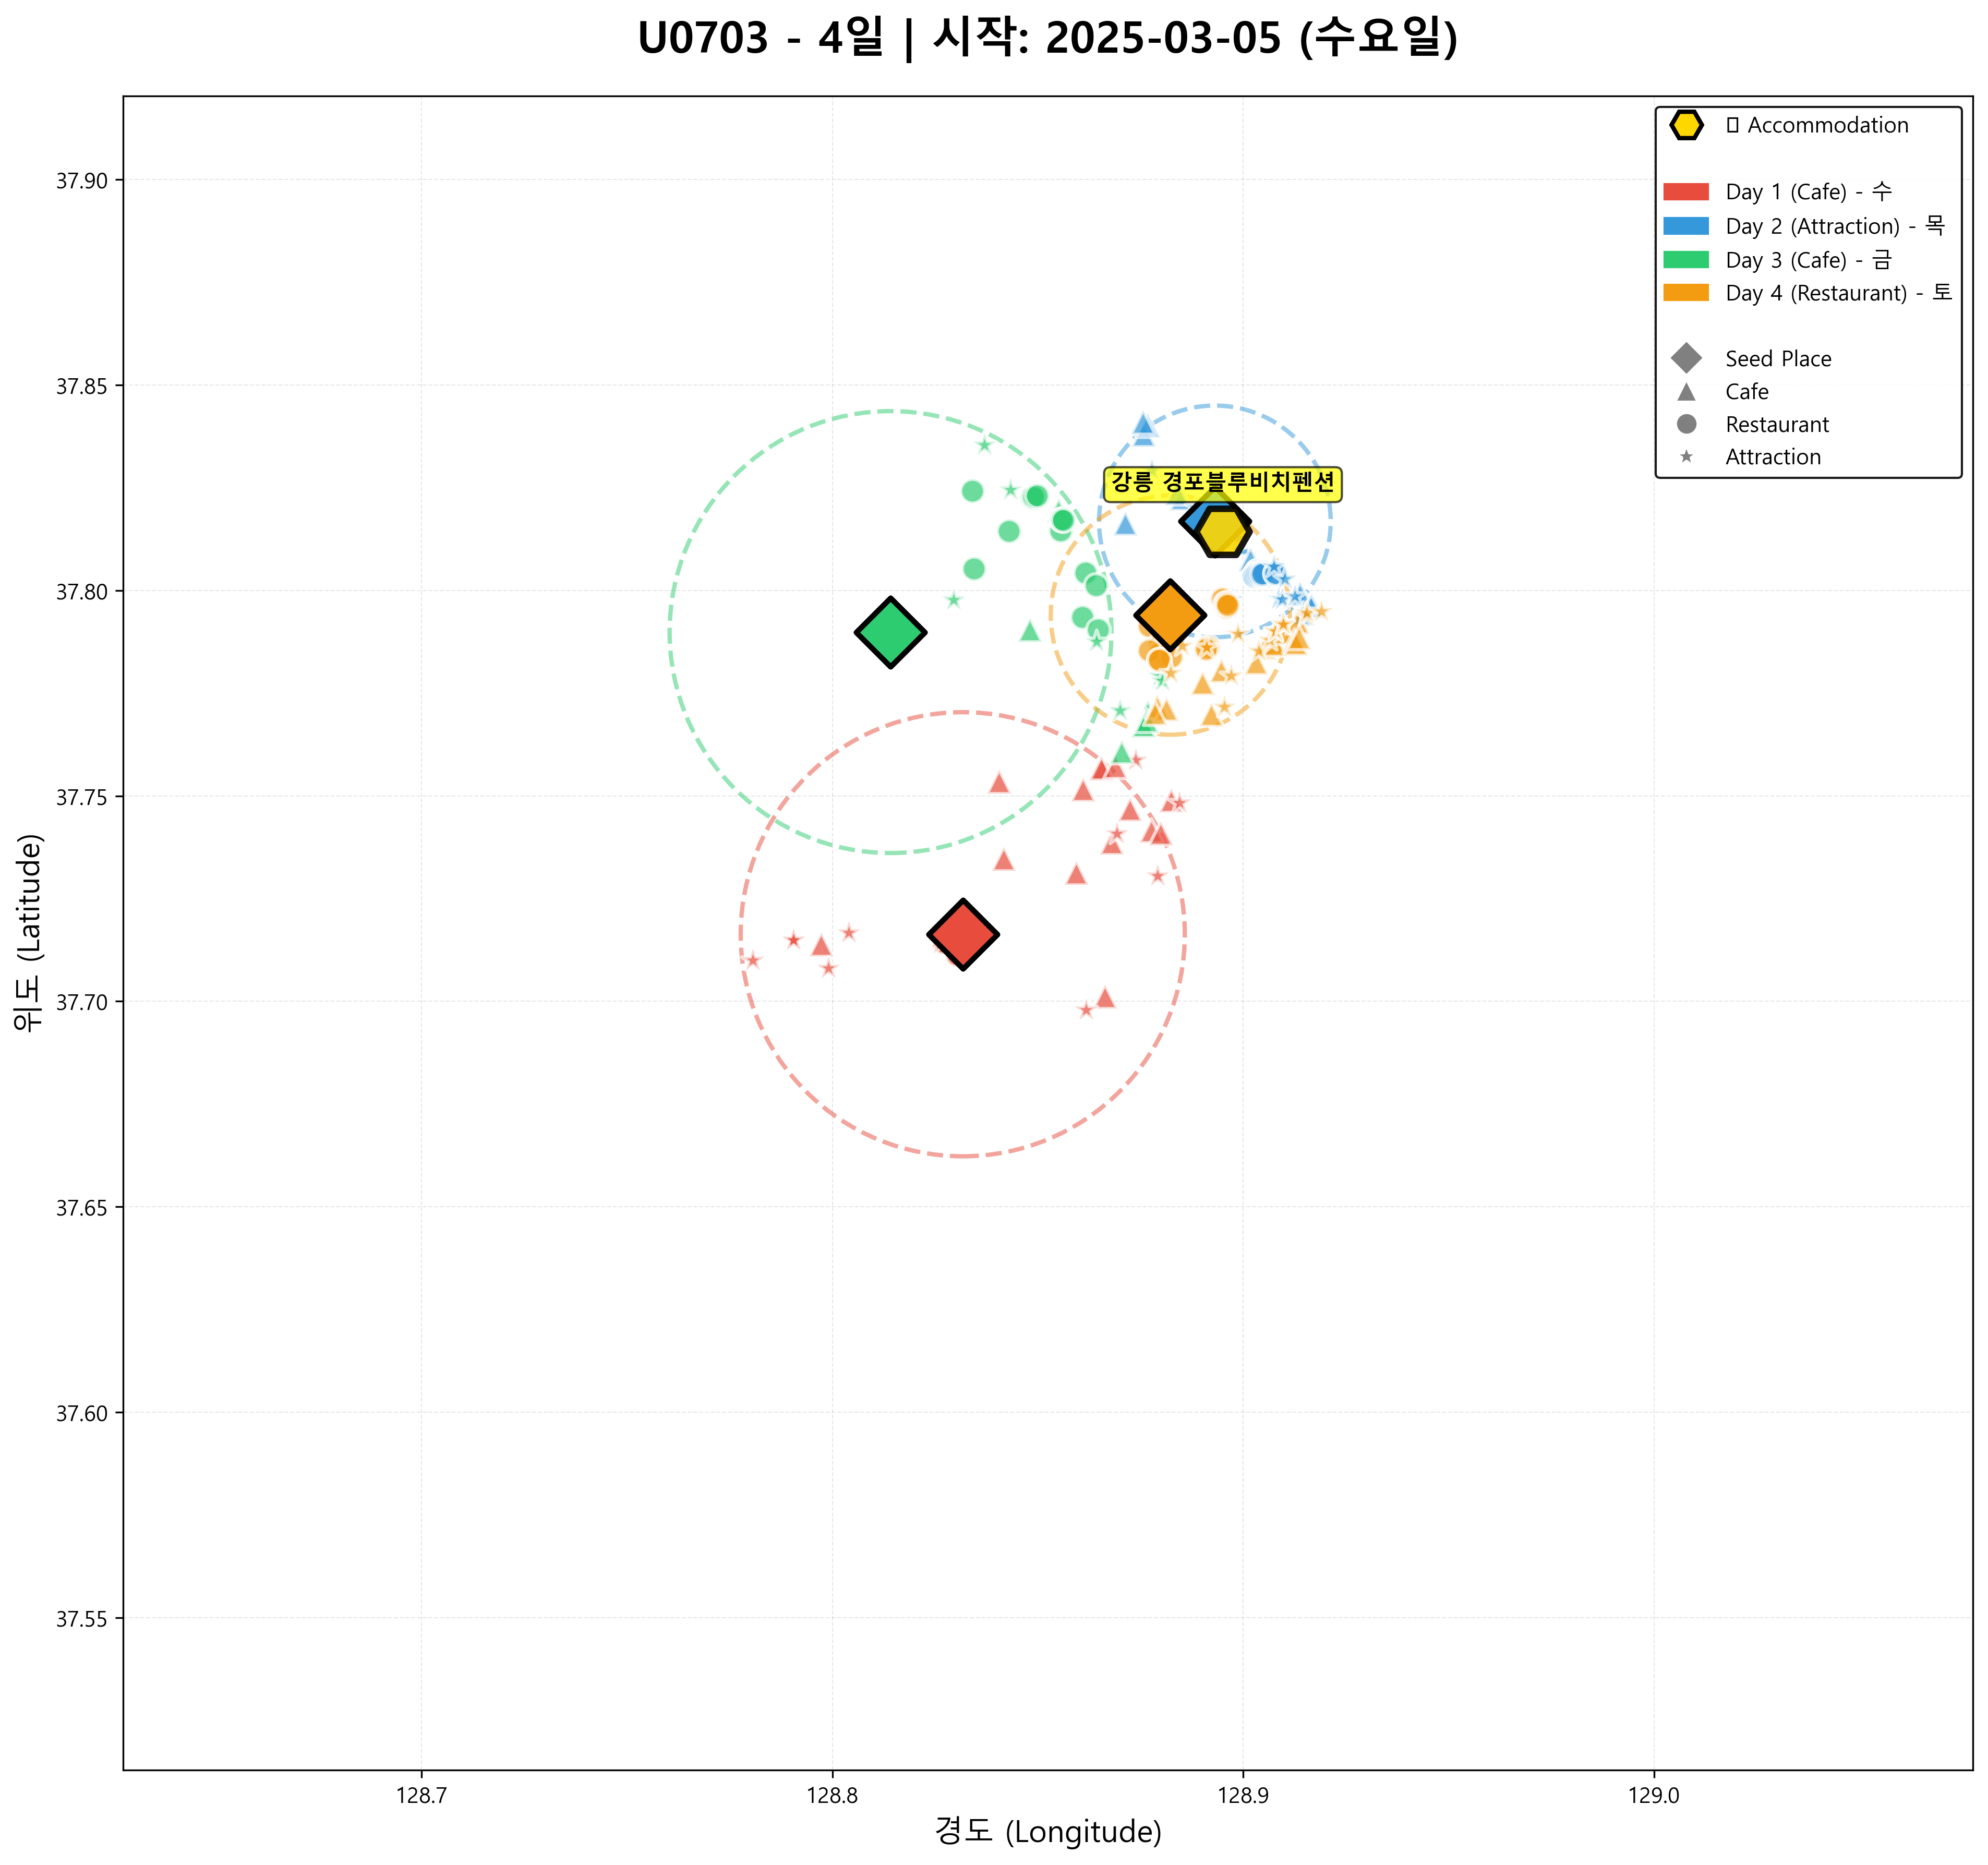 U0703 - 4일 | 시작: 2025-03-05 (수요일)
Accommodation
Day 1 (Cafe) - 수
Day 2 (Attraction) - 목
Day 3 (Cafe) - 금
Day 4 (Restaurant) - 토
Seed Place
Cafe
Restaurant
Attraction
강릉 경포블루비치펜션
37.90
37.85
37.80
37.75
37.70
37.65
37.60
37.55
위도 (Latitude)
128.7
128.8
128.9
129.0
경도 (Longitude)